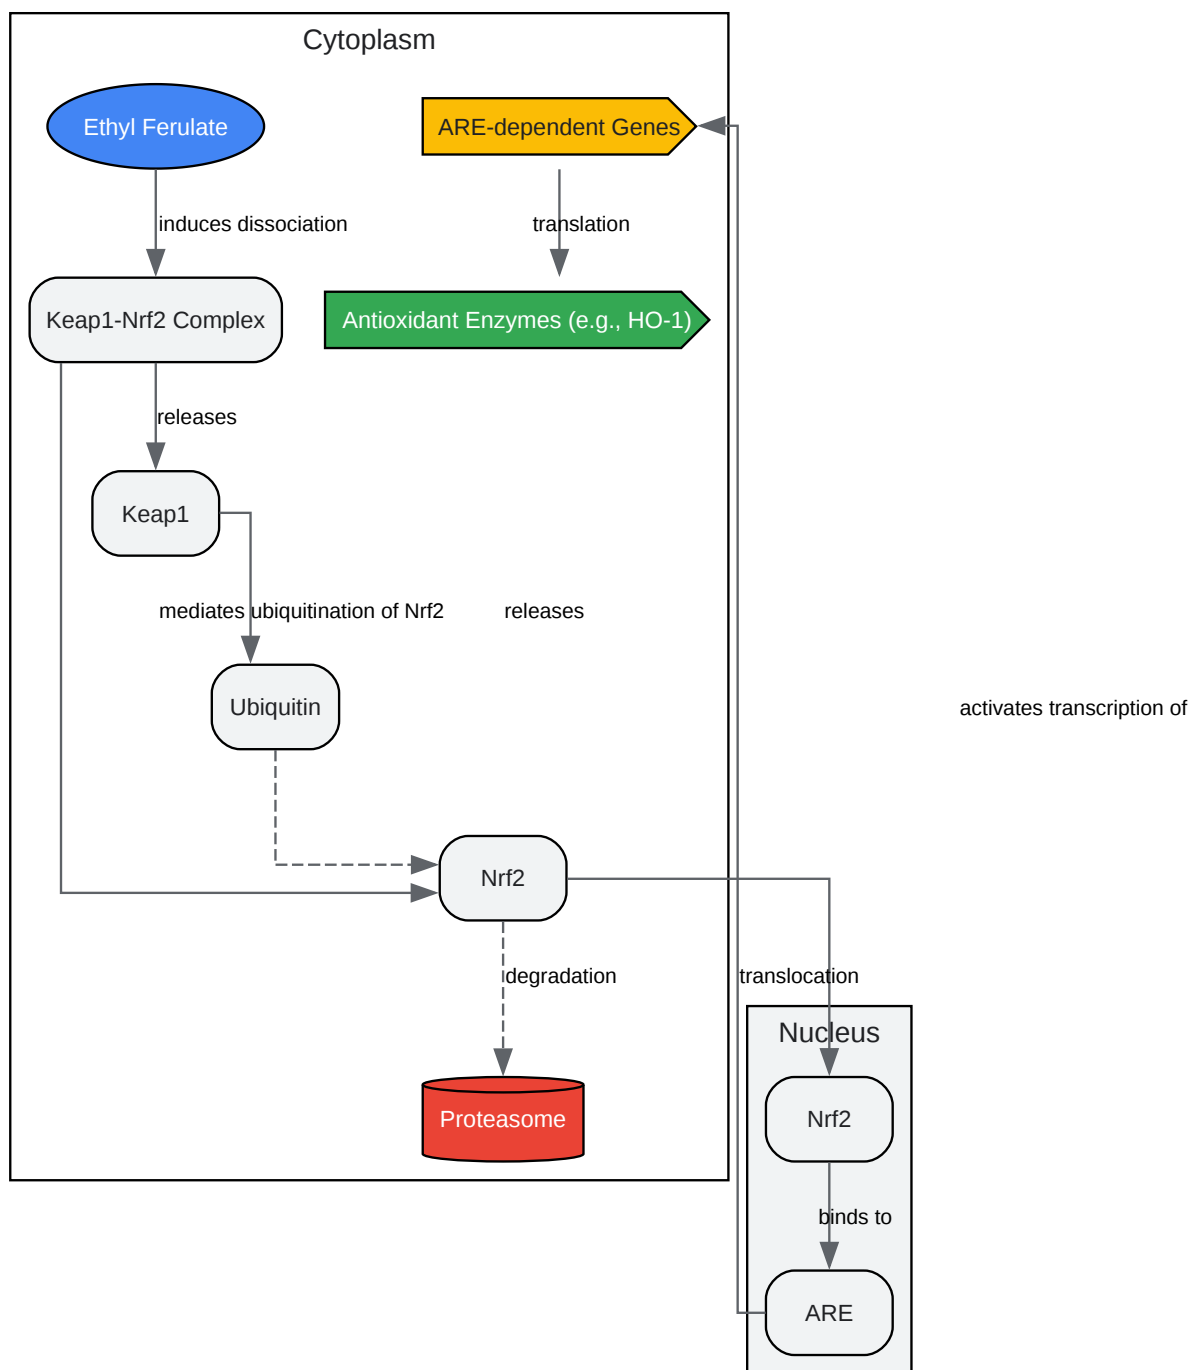 Cytoplasm
Ethyl Ferulate
ARE-dependent Genes
induces dissociation
translation
Keap1-Nrf2 Complex
Antioxidant Enzymes (e.g., HO-1)
releases
Keap1
mediates ubiquitination of Nrf2
releases
Ubiquitin
activates transcription of
Nrf2
degradation
translocation
Nucleus
Proteasome
Nrf2
binds to
ARE